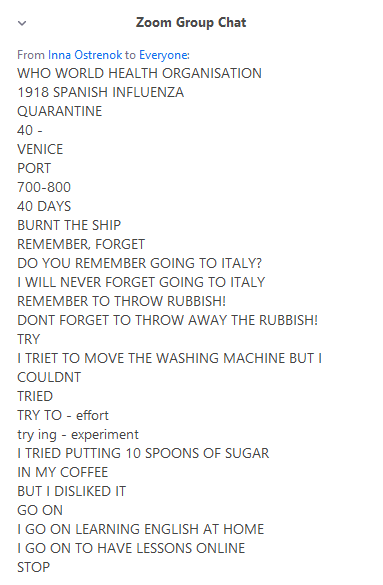 Zoom Group Chat
From Inna Ostrenok to Everyone:
WHO WORLD HEALTH ORGANISATION
1918 SPANISH INFLUENZA
QUARANTINE
40 -
VENICE
PORT
700-800
40 DAYS
BURNT THE SHIP
REMEMBER, FORGET
DO YOU REMEMBER GOING TO ITALY?
I WILL NEVER FORGET GOING TO ITALY
REMEMBER TO THROW RUBBISH!
DONT FORGET TO THROW AWAY THE RUBBISH!
TRY
I TRIET TO MOVE THE WASHING MACHINE BUT I
COULDNT
TRIED
TRY TO - effort
try ing - experiment
I TRIED PUTTING 10 SPOONS OF SUGAR
IN MY COFFEE
BUT I DISLIKED IT
GO ON
I GO ON LEARNING ENGLISH AT HOME
I GO ON TO HAVE LESSONS ONLINE
STOP